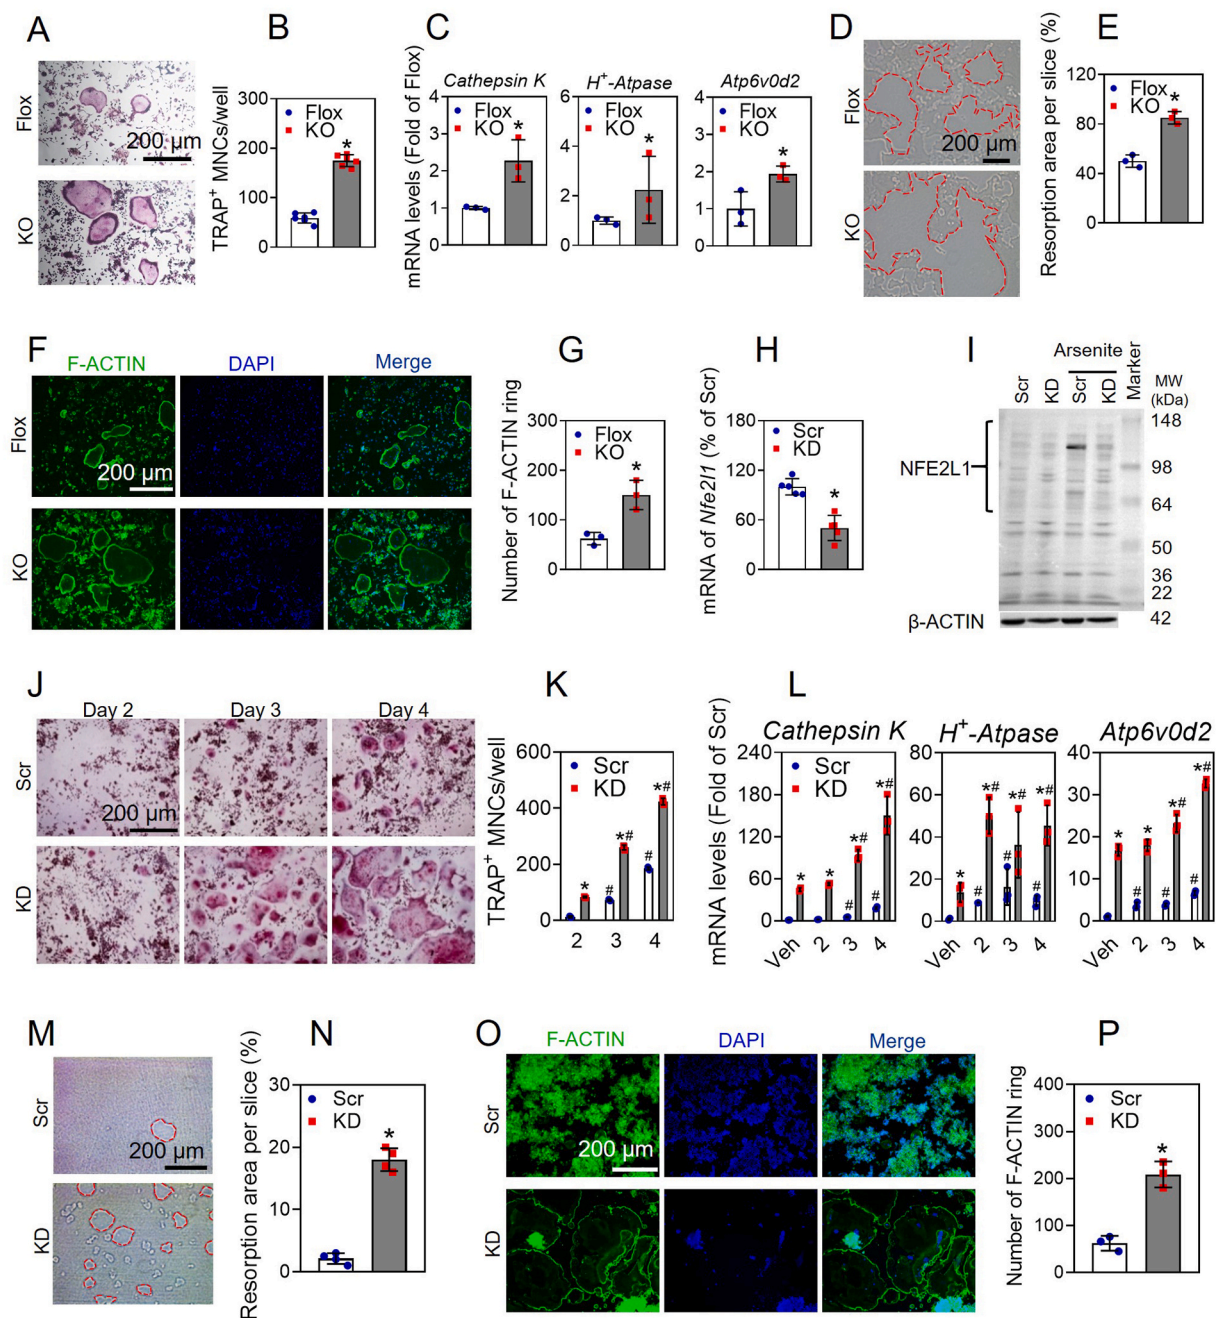 A
Flox
200 µm
KO
B
TRAP⁺ MNCs/well
300
200
100
0
Flox
KO
*
C
mRNA levels (Fold of Flox)
Cathepsin K
4
3
2
1
0
Flox
KO
*
H⁺-Atpase
6
4
2
0
Flox
KO
*
Atp6v0d2
4
3
2
1
0
Flox
KO
*
D
Flox
200 µm
KO
E
Resorption area per slice (%)
120
80
40
0
Flox
KO
*
F
F-ACTIN DAPI Merge
Flox
200 µm
KO
G
Number of F-ACTIN ring
300
200
100
0
Flox
KO
*
H
mRNA of Nfe2l1 (% of Scr)
180
120
60
0
Scr
KD
*
I
Arsenite
Scr KD Scr KD Marker
MW
(kDa)
148
98
64
50
36
22
42
NFE2L1
β-ACTIN
J
Day 2 Day 3 Day 4
Scr
200 µm
KD
K
TRAP⁺ MNCs/well
600
400
200
0
Scr
KD
* # *# # *#
2 3 4
L
mRNA levels (Fold of Scr)
Cathepsin K
240
180
120
60
0
Scr
KD
* * # *# # *#
Veh 2 3 4
H⁺-Atpase
80
60
40
20
0
* # *# # *# # *#
Veh 2 3 4
Atp6v0d2
40
30
20
10
0
* # * # *# # *#
Veh 2 3 4
M
Scr
200 µm
KD
N
Resorption area per slice (%)
30
20
10
0
Scr
KD
*
O
F-ACTIN DAPI Merge
Scr
200 µm
KD
P
Number of F-ACTIN ring
400
300
200
100
0
Scr
KD
*